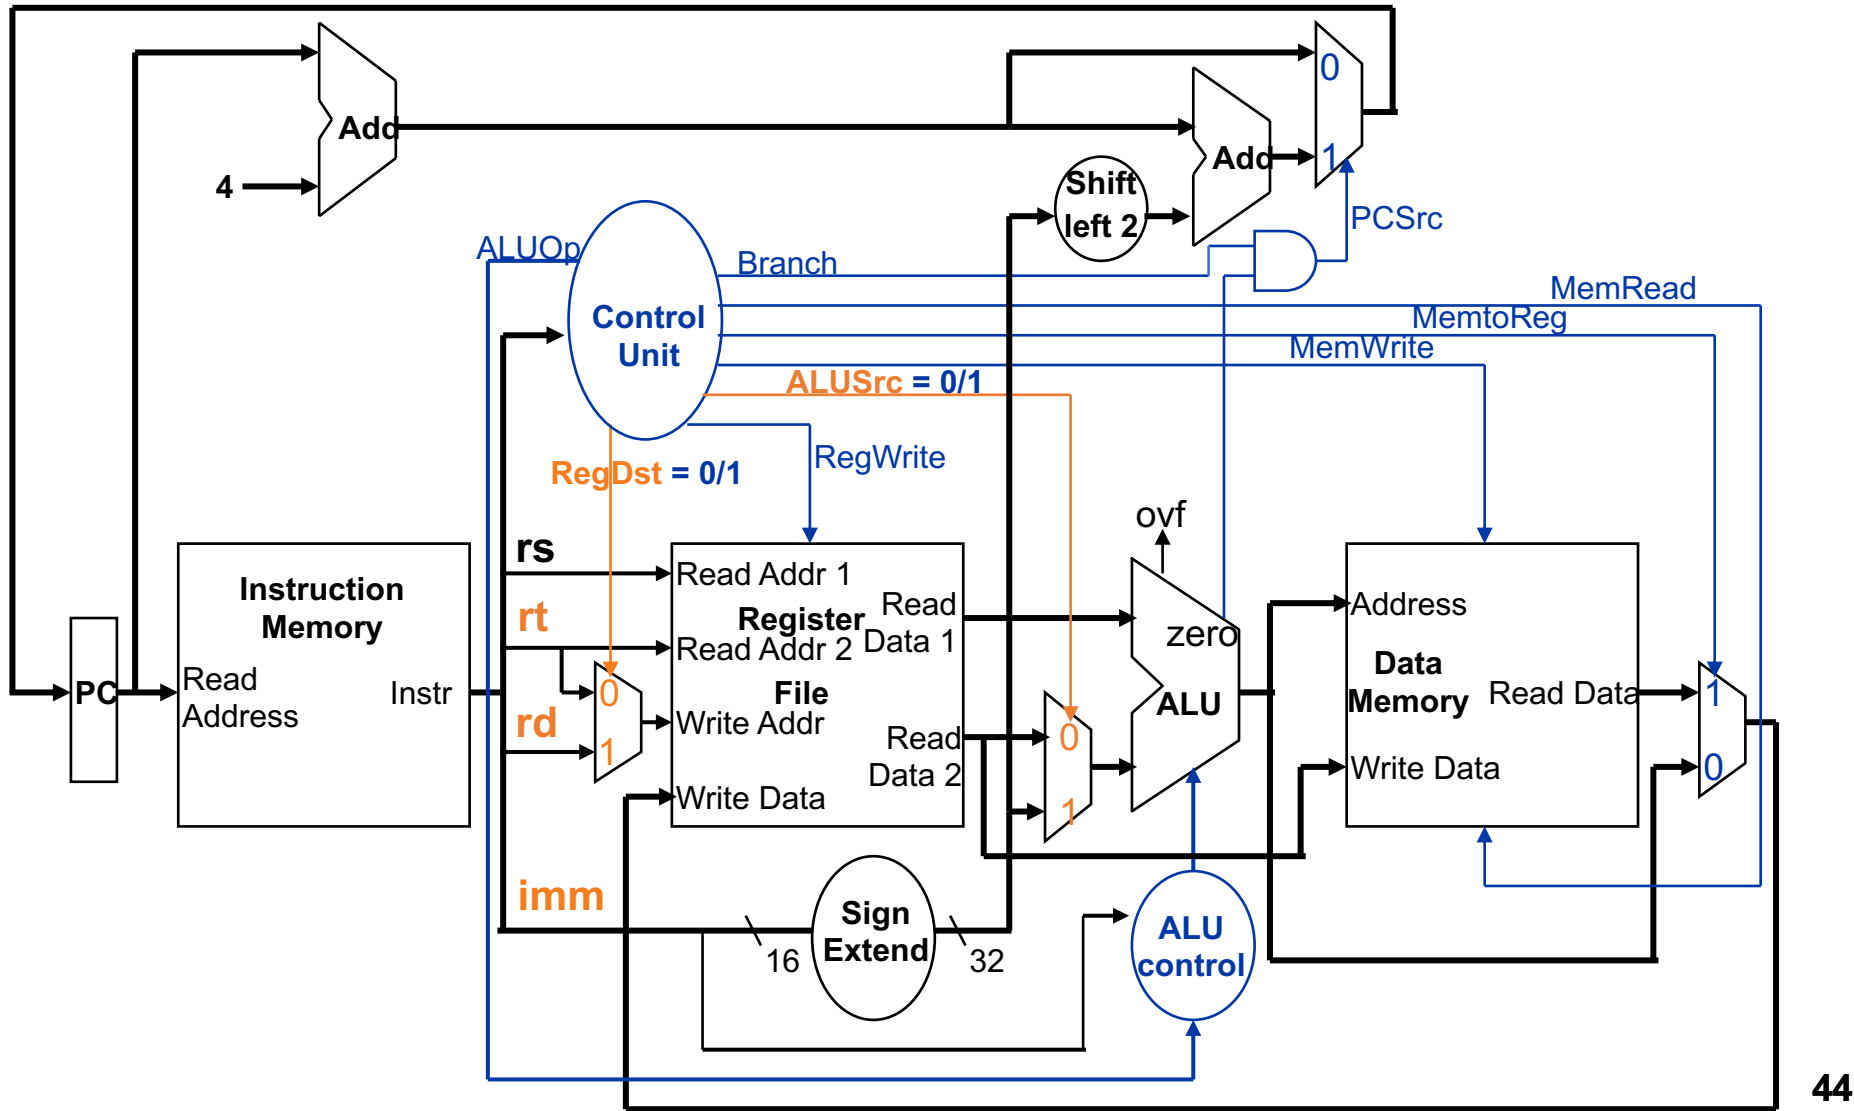 0
Add
1
Add
4
Shift
left 2
PCSrc
ALUOp
Branch
MemRead
MemtoReg
MemWrite
Control
Unit
ALUSrc = 0/1
RegDst = 0/1
RegWrite
ovf
rs
Instruction
Memory
Read Addr 1
Register
Read
Data 1
rt
Read Addr 2
zero
Address
PC
Read
Address
Instr
0
File
ALU
Data
Memory
Read Data
1
rd
1
Write Addr
Read
Data 2
0
Write Data
1
Write Data
0
imm
16
Sign
Extend
32
ALU
control
44